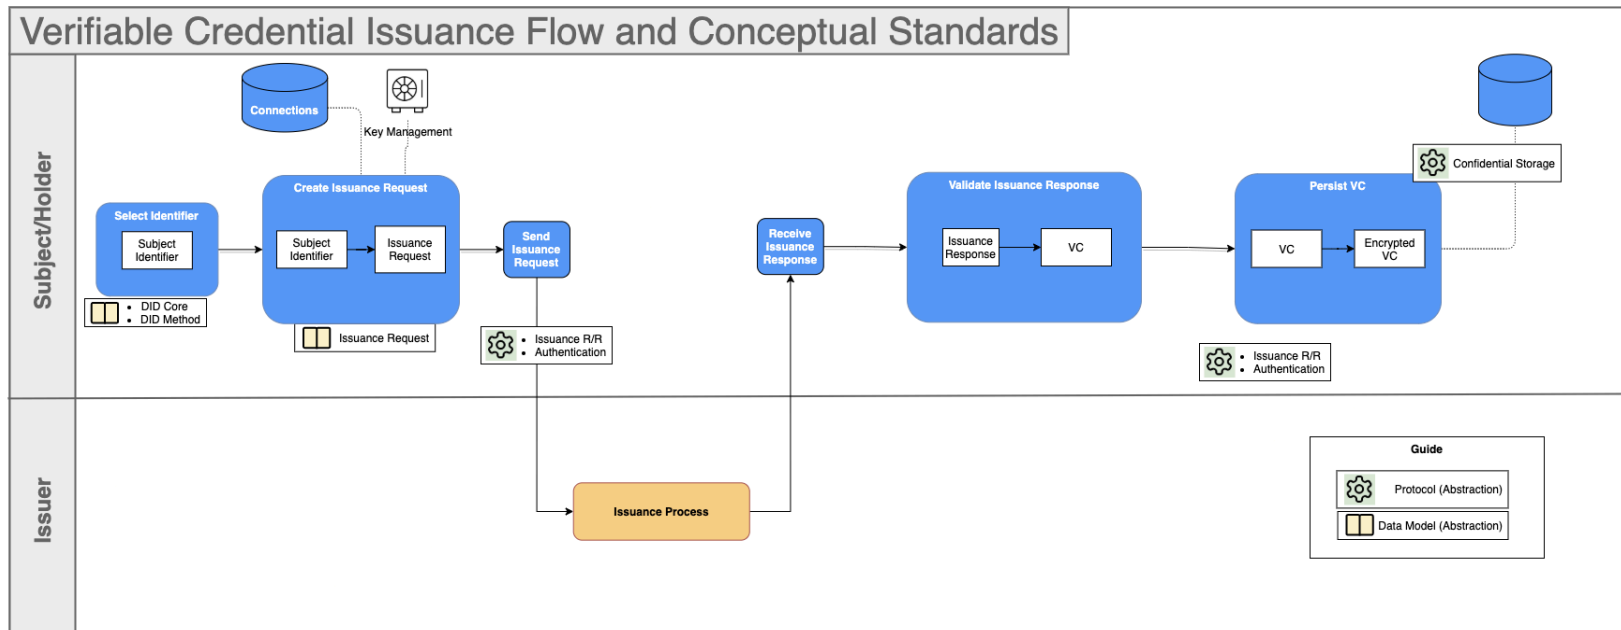 Verifiable Credential Issuance Flow and Conceptual Standards
Subject/Holder
Connections
Key Management
Select Identifier
Subject
Identifier
DID Core
DID Method
Create Issuance Request
Subject
Identifier
Issuance
Request
Issuance Request
Send
Issuance
Request
Issuance R/R
Authentication
Receive
Issuance
Response
Validate Issuance Response
Issuance
Response
VC
Persist VC
VC
Encrypted
VC
Confidential Storage
Issuance R/R
Authentication
Issuer
Issuance Process
Guide
Protocol (Abstraction)
Data Model (Abstraction)